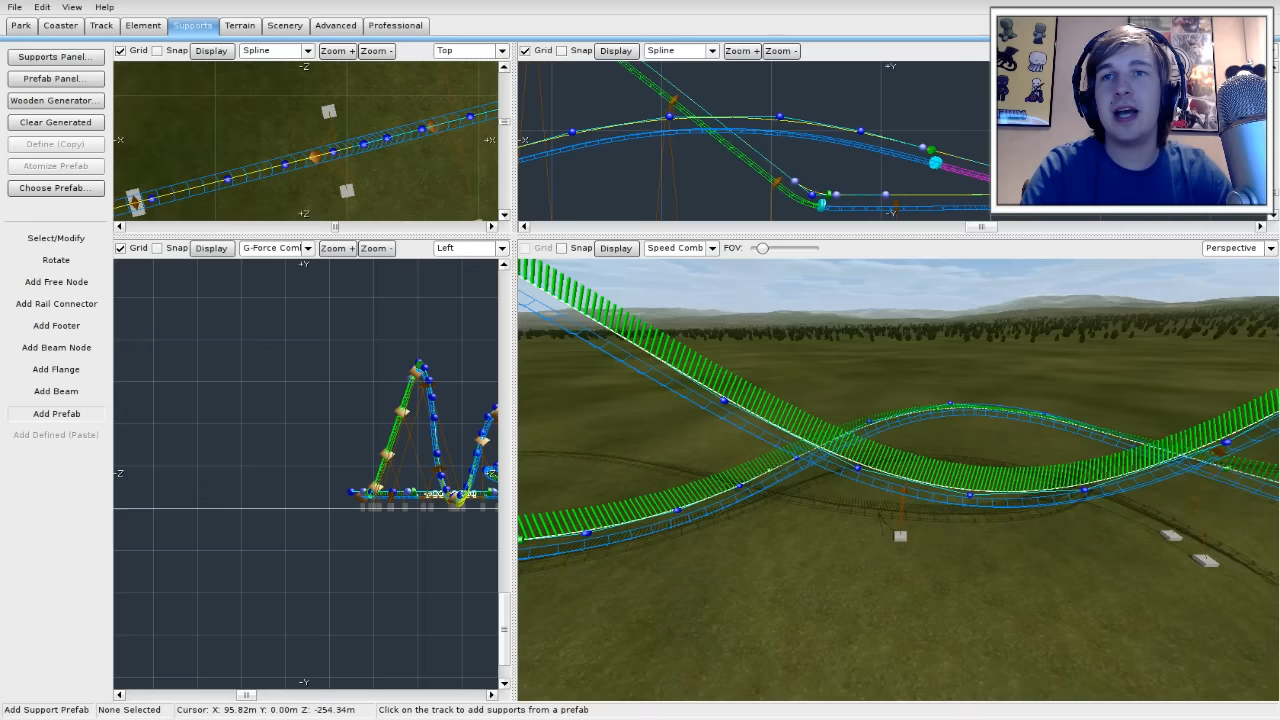 File Edit View Help
Park Coaster Track Element Supports Terrain Scenery Advanced Professional
Supports Panel...
Prefab Panel...
Wooden Generator...
Clear Generated
Define (Copy)
Atomize Prefab
Choose Prefab...
Select/Modify
Rotate
Add Free Node
Add Rail Connector
Add Footer
Add Beam Node
Add Flange
Add Beam
Add Prefab
Add Defined (Paste)
Grid Snap Display Spline Zoom + Zoom - Top
-Z
-X
+X
+Z
Grid Snap Display Spline Zoom + Zoom -
+Y
-Y
Grid Snap Display G-Force Coml Zoom + Zoom - Left
+Y
-Z
-Y
Grid Snap Display Speed Comb FOV: Perspective
Add Support Prefab None Selected Cursor: X: 95.82m Y: 0.00m Z: -254.34m Click on the track to add supports from a prefab